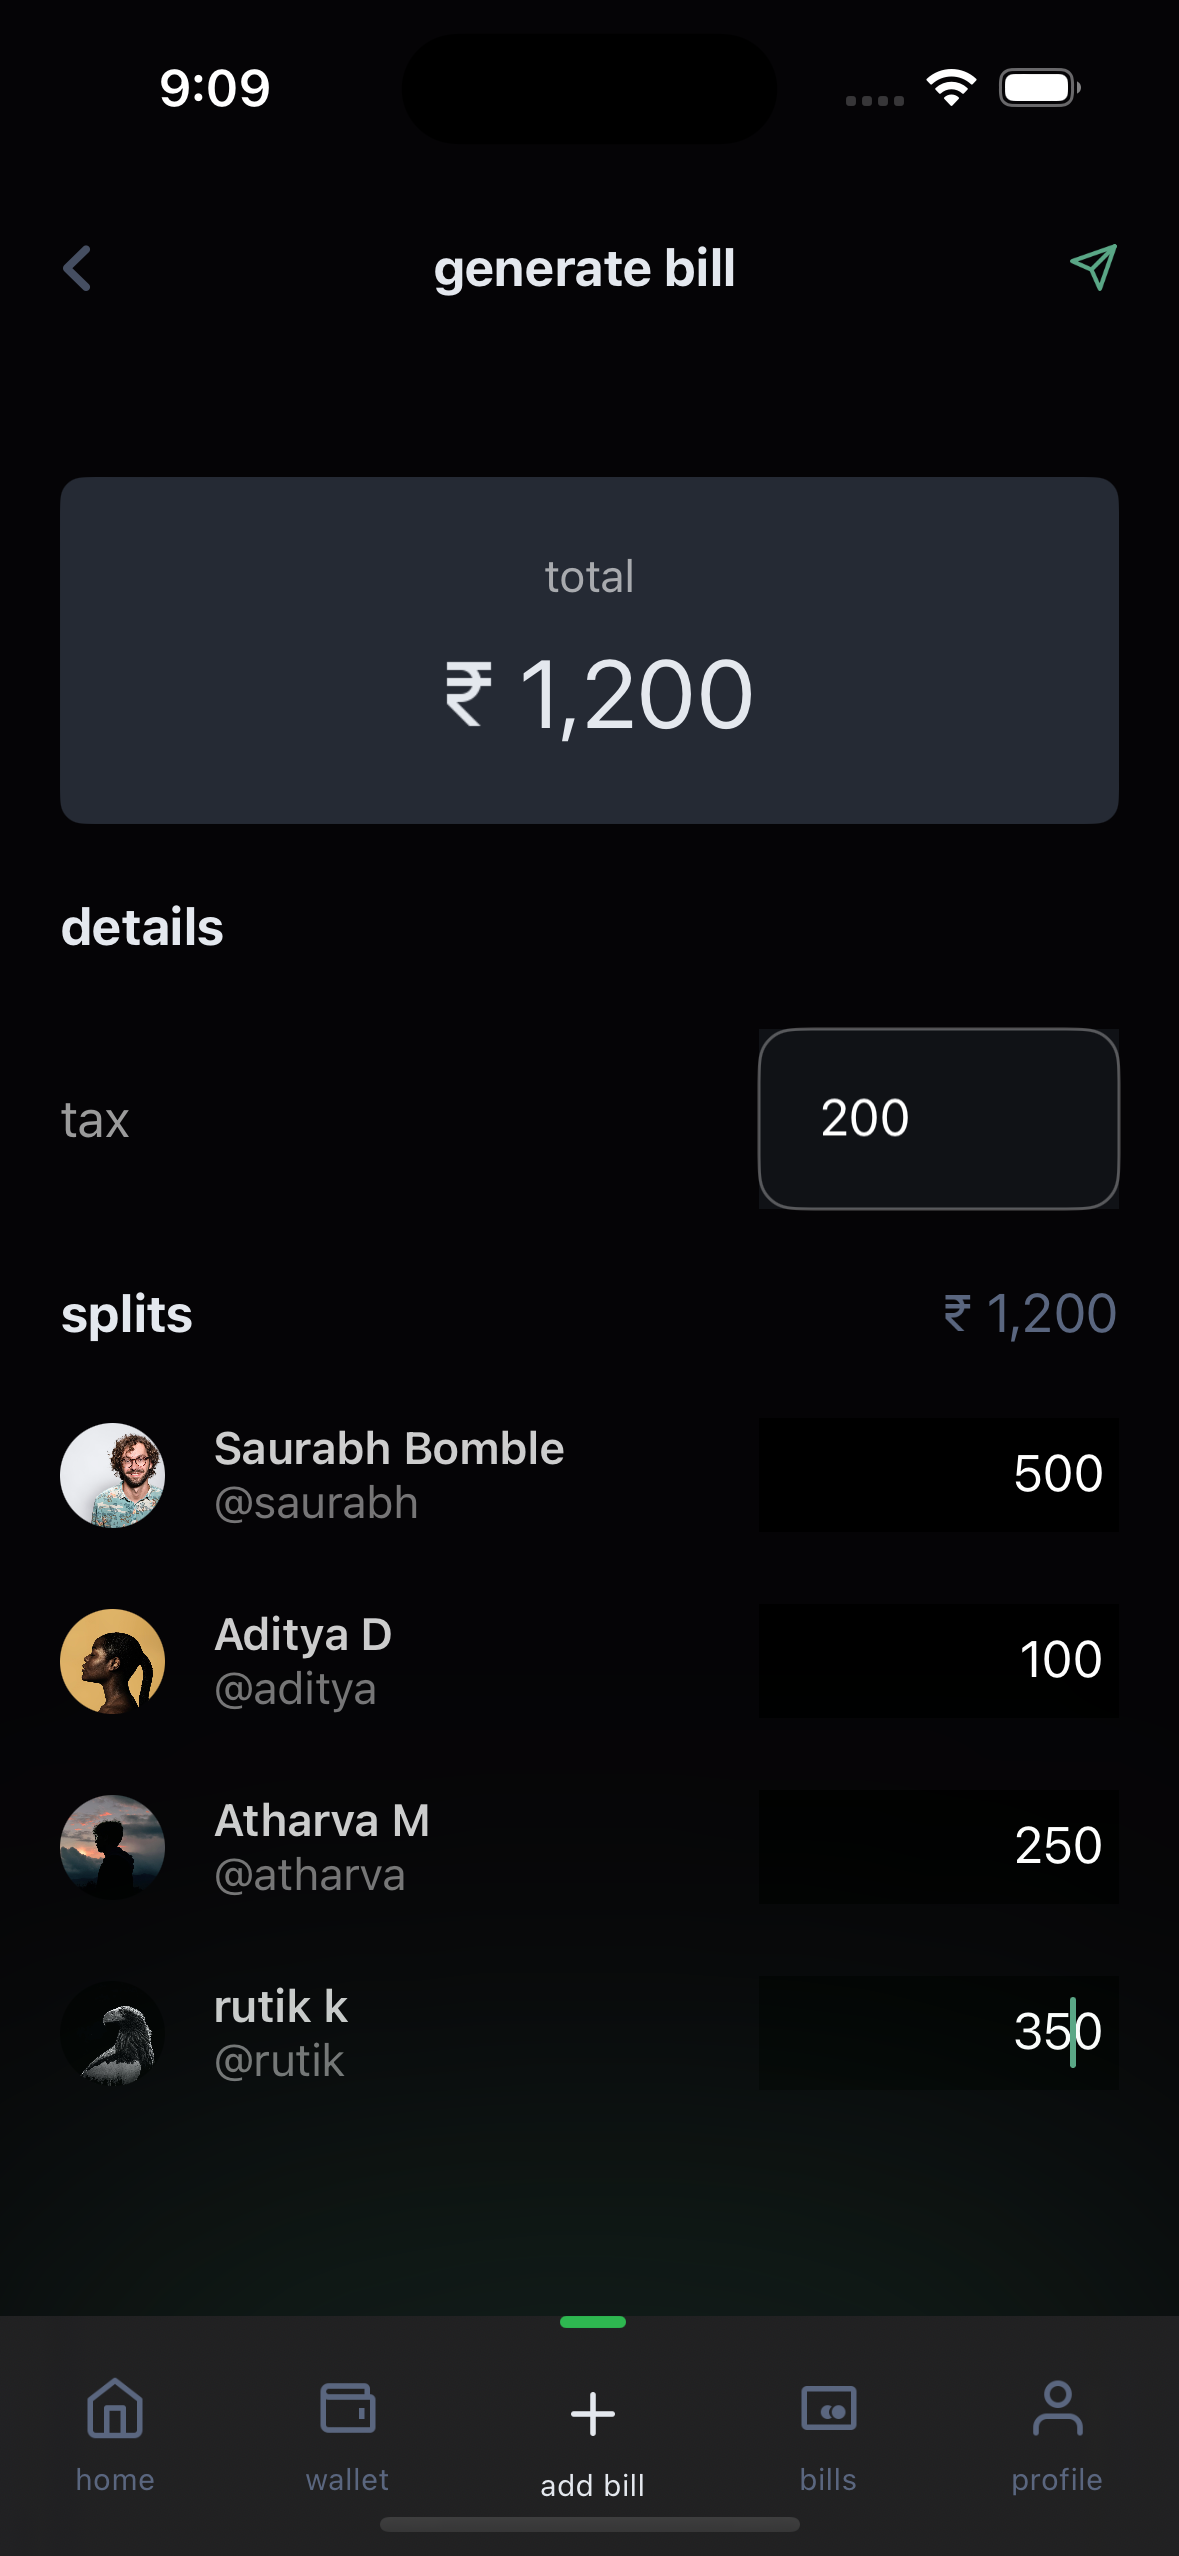 9:09
generate bill
total
₹ 1,200
details
tax
200
splits
₹ 1,200
Saurabh Bomble
@saurabh
500
Aditya D
@aditya
100
Atharva M
@atharva
250
rutik k
@rutik
350
home
wallet
add bill
bills
profile